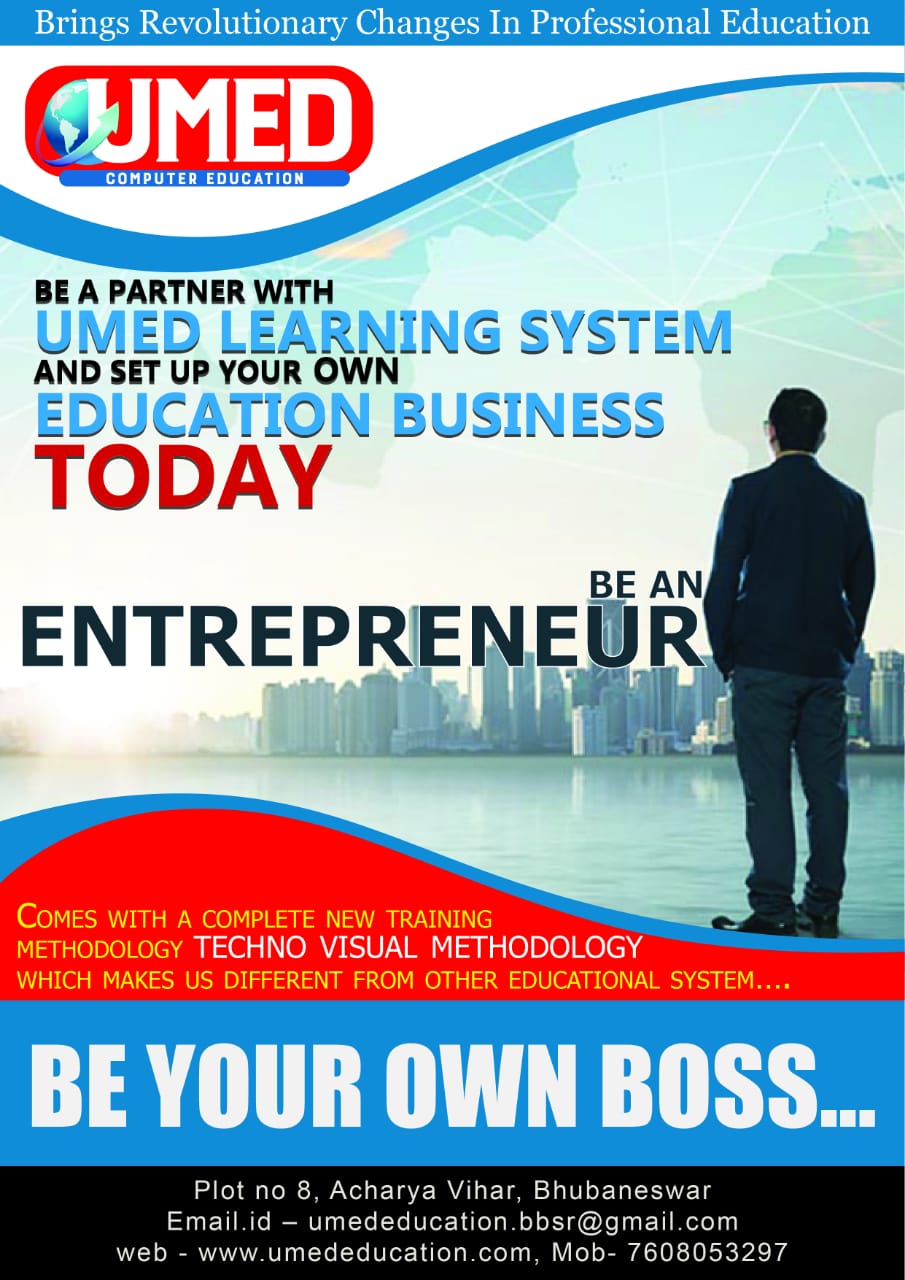 Brings Revolutionary Changes In Professional Education
UMED
COMPUTER EDUCATION
BE A PARTNER WITH
UMED LEARNING SYSTEM
AND SET UP YOUR OWN
EDUCATION BUSINESS
TODAY
BE AN
ENTREPRENEUR
COMES WITH A COMPLETE NEW TRAINING
METHODOLOGY TECHNO VISUAL METHODOLOGY
WHICH MAKES US DIFFERENT FROM OTHER EDUCATIONAL SYSTEM....
BE YOUR OWN BOSS...
Plot no 8, Acharya Vihar, Bhubaneswar
Email.id – umededucation.bbsr@gmail.com
web - www.umededucation.com, Mob- 7608053297